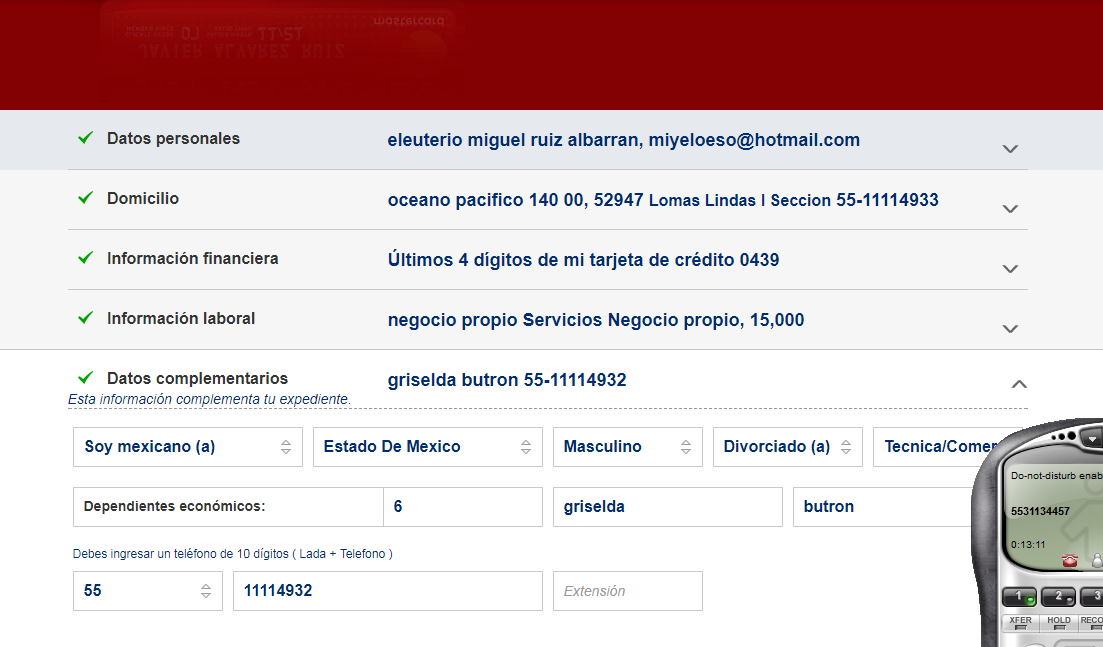 mastercard
JAVIER ALVAREZ RUIZ
Datos personales
eleuterio miguel ruiz albarran, miyeloeso@hotmail.com
Domicilio
oceano pacifico 140 00, 52947 Lomas Lindas I Seccion 55-11114933
Información financiera
Últimos 4 dígitos de mi tarjeta de crédito 0439
Información laboral
negocio propio Servicios Negocio propio, 15,000
Datos complementarios
griselda butron 55-11114932
Esta información complementa tu expediente.
Soy mexicano (a) Estado De Mexico Masculino Divorciado (a) Tecnica/Comer
Dependientes económicos: 6 griselda butron
Debes ingresar un teléfono de 10 dígitos ( Lada + Telefono )
55 11114932 Extensión
Do-not-disturb enab
5531134457
0:13:11
1 2 3
XFER HOLD RECO